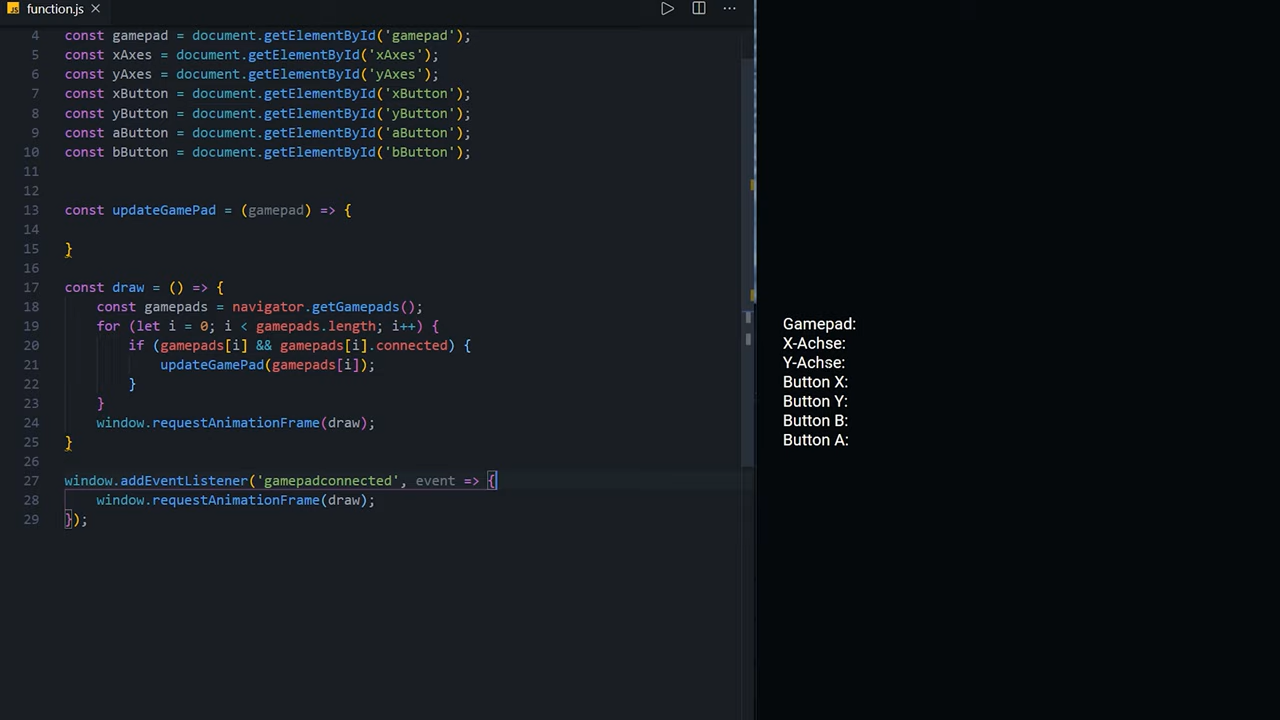 function.js
4 const gamepad = document.getElementById('gamepad');
5 const xAxes = document.getElementById('xAxes');
6 const yAxes = document.getElementById('yAxes');
7 const xButton = document.getElementById('xButton');
8 const yButton = document.getElementById('yButton');
9 const aButton = document.getElementById('aButton');
10 const bButton = document.getElementById('bButton');
11
12
13 const updateGamePad = (gamepad) => {
14
15 }
16
17 const draw = () => {
18 const gamepads = navigator.getGamepads();
19 for (let i = 0; i < gamepads.length; i++) {
20 if (gamepads[i] && gamepads[i].connected) {
21 updateGamePad(gamepads[i]);
22 }
23 }
24 window.requestAnimationFrame(draw);
25 }
26
27 window.addEventListener('gamepadconnected', event => {
28 window.requestAnimationFrame(draw);
29 });
Gamepad:
X-Achse:
Y-Achse:
Button X:
Button Y:
Button B:
Button A: